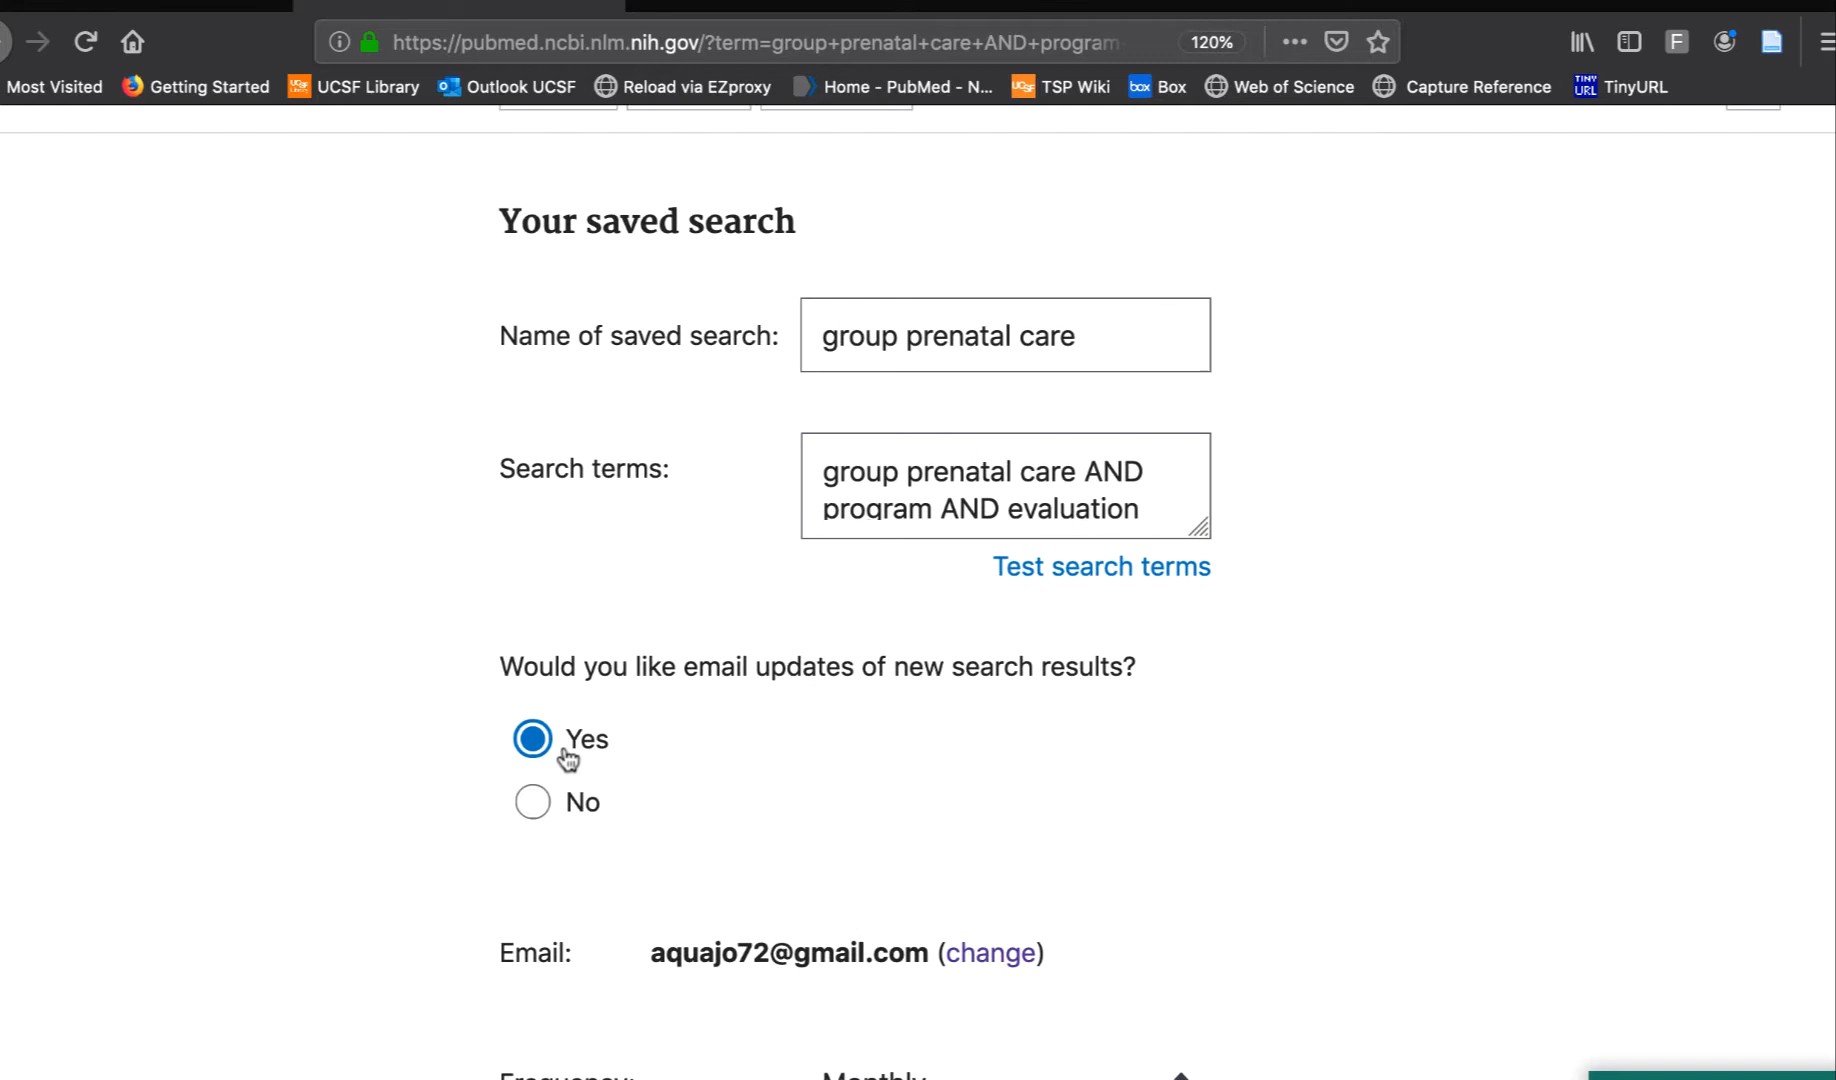 https://pubmed.ncbi.nlm.nih.gov/?term=group+prenatal+care+AND+program 120%
Most Visited Getting Started UCSF Library Outlook UCSF Reload via EZproxy Home - PubMed - N... TSP Wiki Box Web of Science Capture Reference TinyURL
Your saved search
Name of saved search: group prenatal care
Search terms: group prenatal care AND
program AND evaluation
Test search terms
Would you like email updates of new search results?
Yes
No
Email: aquajo72@gmail.com (change)
Frequency: Monthly